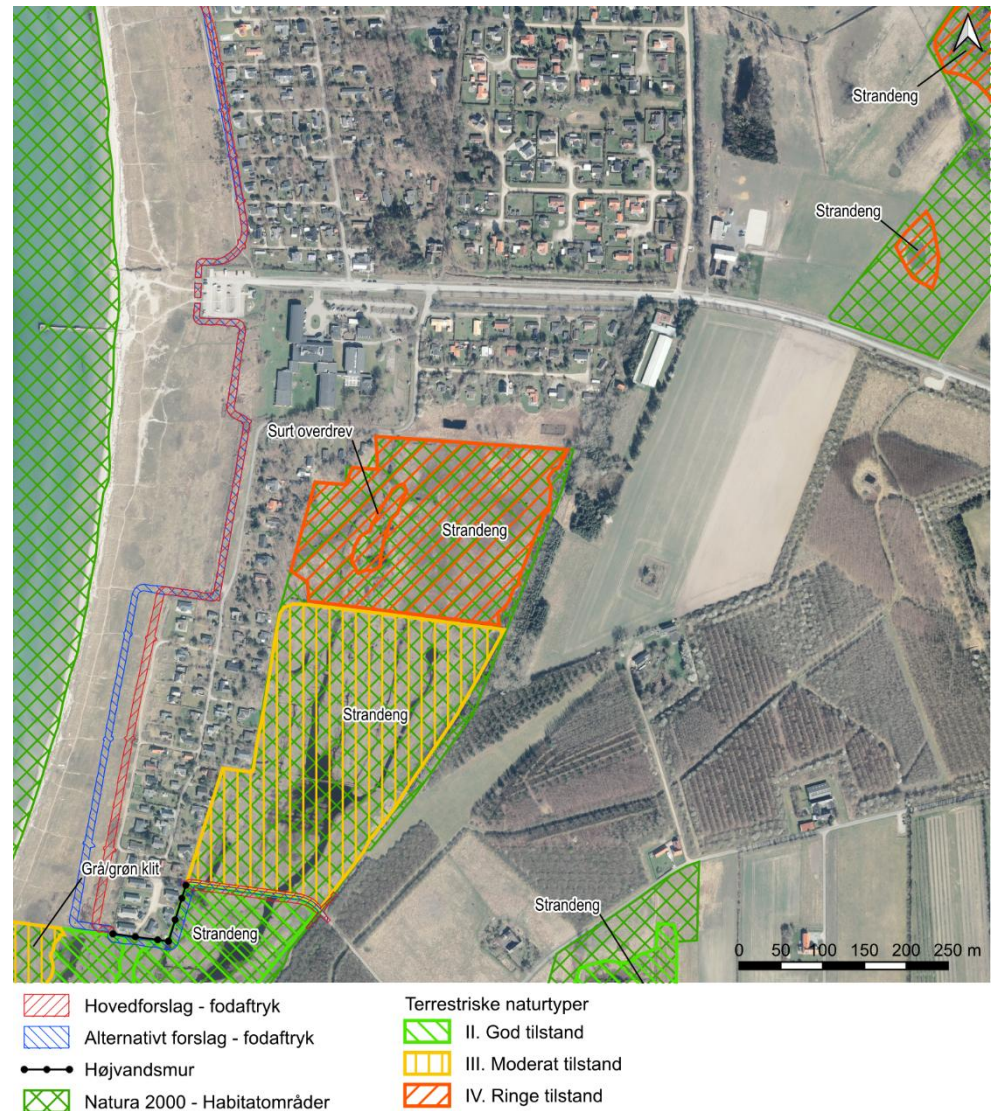 Strandeng
Strandeng
Surt overdrev
Strandeng
Strandeng
Grå/grøn klit
Strandeng
Strandeng
0 50 100 150 200 250 m
Hovedforslag - fodaftryk
Alternativt forslag - fodaftryk
Højvandsmur
Natura 2000 - Habitatområder
Terrestriske naturtyper
II. God tilstand
III. Moderat tilstand
IV. Ringe tilstand